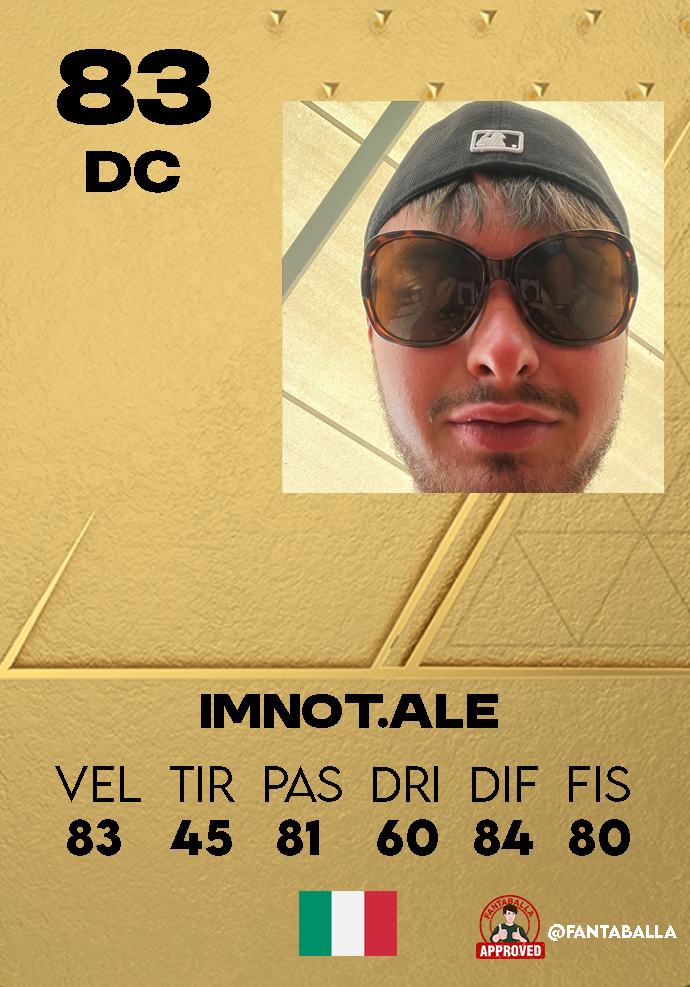 83
DC
IMNOT.ALE
VEL TIR PAS DRI DIF FIS
83 45 81 60 84 80
FANTABALLA
APPROVED
@FANTABALLA